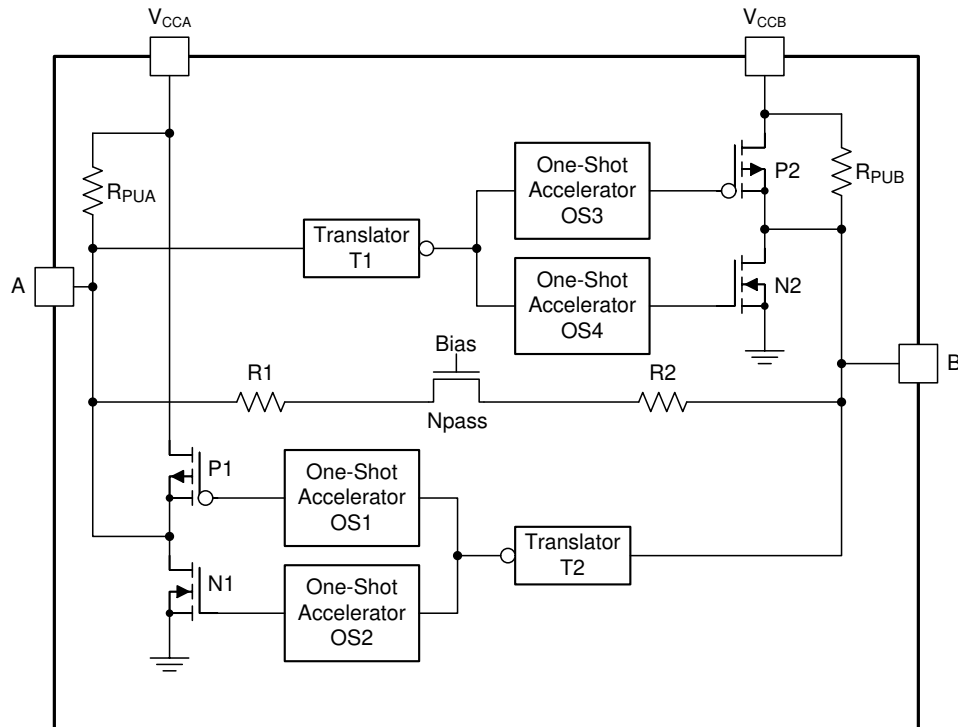 VCCA
VCCB
RPUA
One-Shot
Accelerator
OS3
P2
RPUB
Translator
T1
A
One-Shot
Accelerator
OS4
N2
Bias
B
R1
R2
Npass
P1
One-Shot
Accelerator
OS1
Translator
T2
N1
One-Shot
Accelerator
OS2